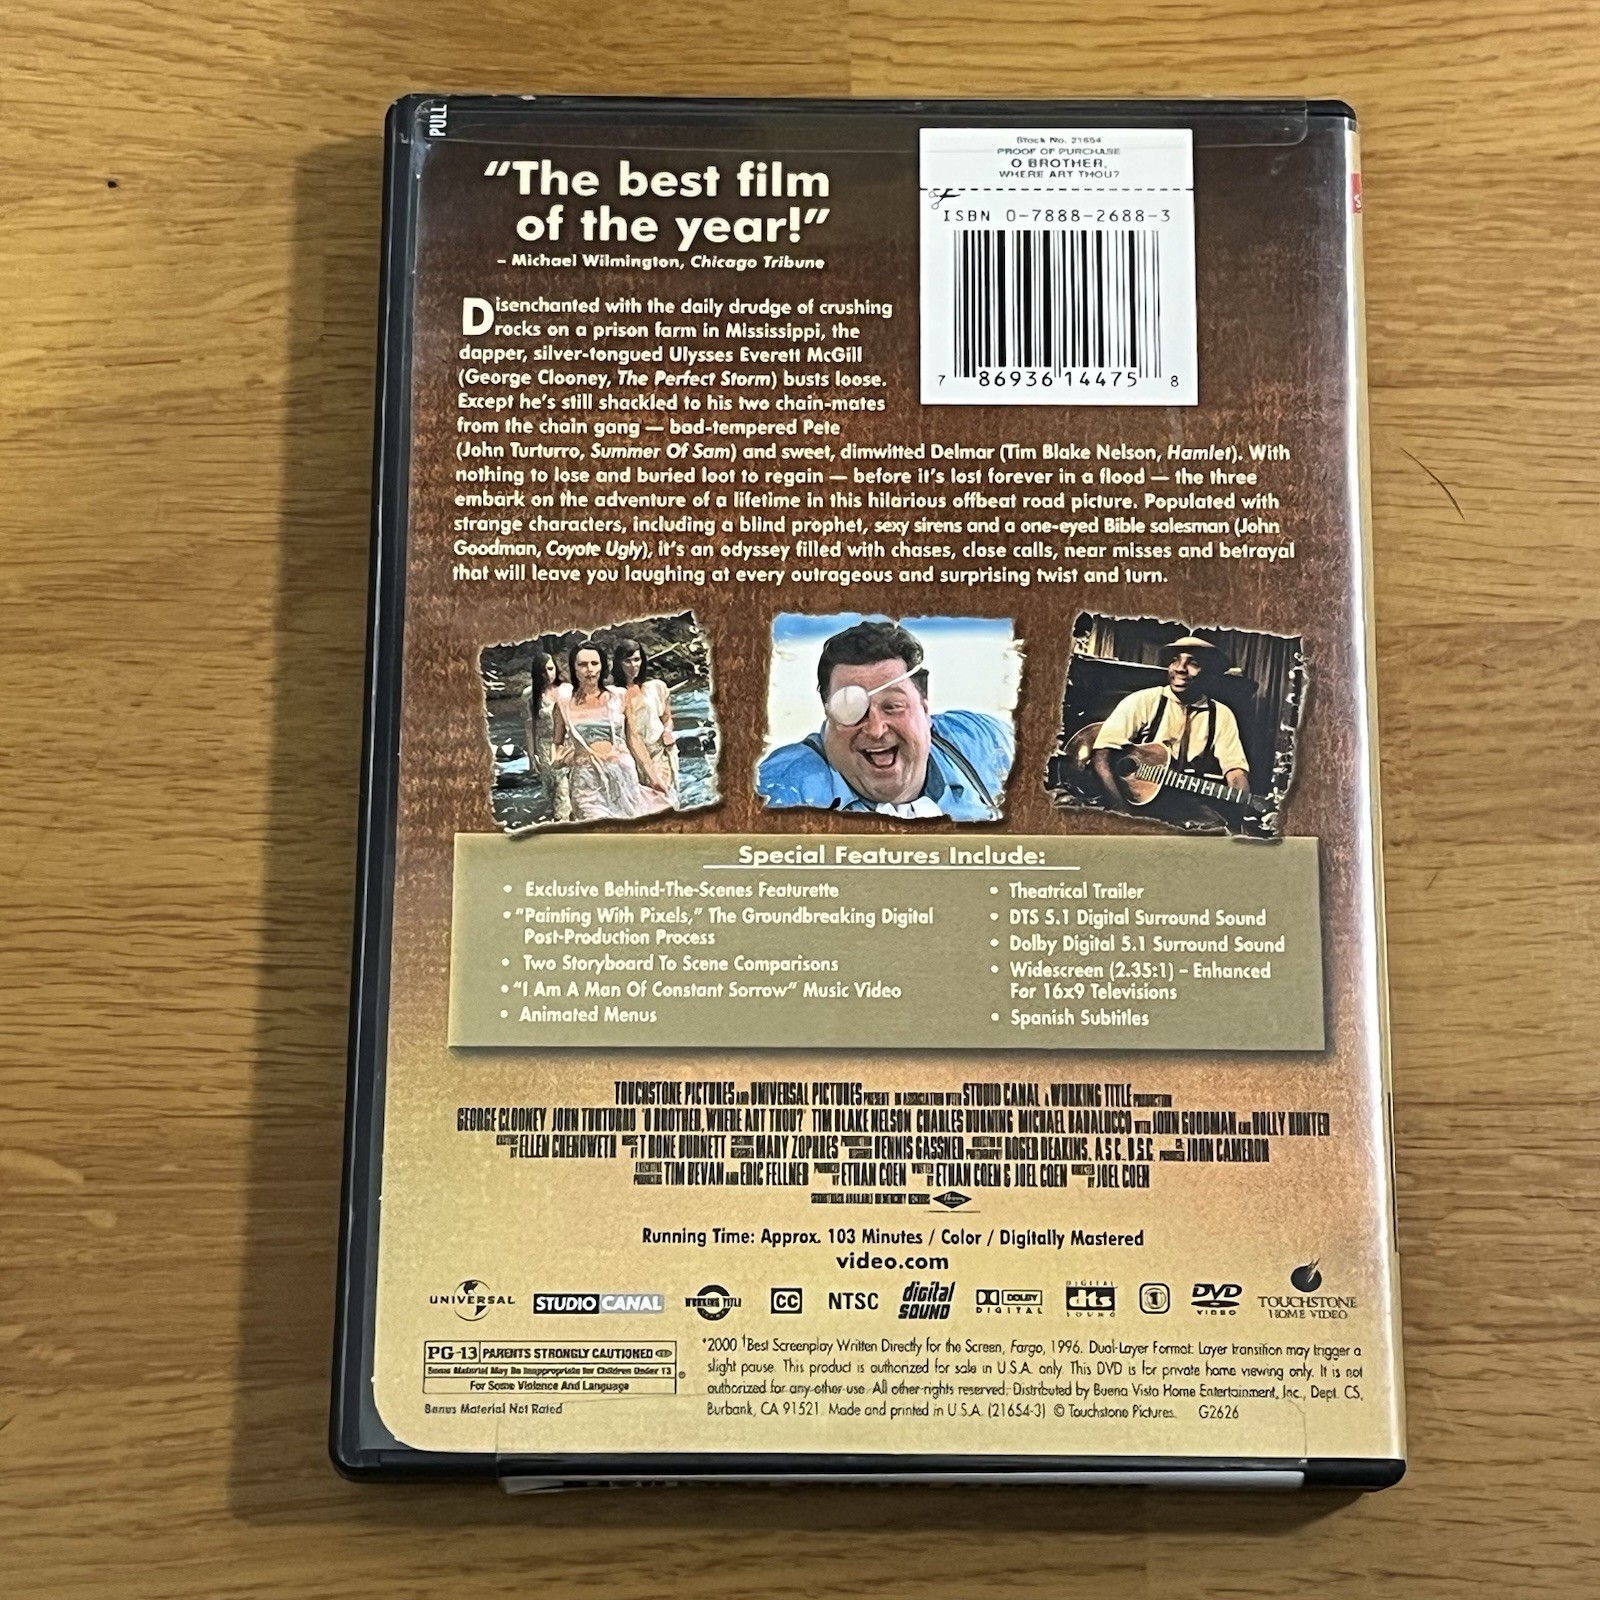 PULL
"The best film
of the year!"
– Michael Wilmington, Chicago Tribune
Stock No. 21654
PROOF OF PURCHASE
O BROTHER,
WHERE ART THOU?
ISBN 0-7888-2688-3
7 86936 14475 8
Disenchanted with the daily drudge of crushing
rocks on a prison farm in Mississippi, the
dapper, silver-tongued Ulysses Everett McGill
(George Clooney, The Perfect Storm) busts loose.
Except he's still shackled to his two chain-mates
from the chain gang — bad-tempered Pete
(John Turturro, Summer Of Sam) and sweet, dimwitted Delmar (Tim Blake Nelson, Hamlet). With
nothing to lose and buried loot to regain — before it's lost forever in a flood — the three
embark on the adventure of a lifetime in this hilarious offbeat road picture. Populated with
strange characters, including a blind prophet, sexy sirens and a one-eyed Bible salesman (John
Goodman, Coyote Ugly), it's an odyssey filled with chases, close calls, near misses and betrayal
that will leave you laughing at every outrageous and surprising twist and turn.
Special Features Include:
• Exclusive Behind-The-Scenes Featurette
• "Painting With Pixels," The Groundbreaking Digital
Post-Production Process
• Two Storyboard To Scene Comparisons
• "I Am A Man Of Constant Sorrow" Music Video
• Animated Menus
• Theatrical Trailer
• DTS 5.1 Digital Surround Sound
• Dolby Digital 5.1 Surround Sound
• Widescreen (2.35:1) – Enhanced
For 16x9 Televisions
• Spanish Subtitles
TOUCHSTONE PICTURES AND UNIVERSAL PICTURES PRESENT IN ASSOCIATION WITH STUDIO CANAL A WORKING TITLE PRODUCTION
GEORGE CLOONEY JOHN TURTURRO "O BROTHER, WHERE ART THOU?" TIM BLAKE NELSON CHARLES DURNING MICHAEL BADALUCCO WITH JOHN GOODMAN AND HOLLY HUNTER
BY ELLEN CHENOWETH BY T BONE BURNETT MARY ZOPHRES DENNIS GASSNER ROGER DEAKINS, A.S.C., B.S.C. JOHN CAMERON
TIM BEVAN AND ERIC FELLNER BY ETHAN COEN BY ETHAN COEN & JOEL COEN BY JOEL COEN
Running Time: Approx. 103 Minutes / Color / Digitally Mastered
video.com
UNIVERSAL STUDIO CANAL WORKING TITLE CC NTSC digital SOUND DOLBY DIGITAL DIGITAL dts SOUND 1 DVD VIDEO TOUCHSTONE HOME VIDEO
PG-13 PARENTS STRONGLY CAUTIONED
Some Material May Be Inappropriate for Children Under 13
For Some Violence And Language
Bonus Material Not Rated
*2000 †Best Screenplay Written Directly for the Screen, Fargo, 1996. Dual-Layer Format: Layer transition may trigger a
slight pause. This product is authorized for sale in U.S.A. only. This DVD is for private home viewing only. It is not
authorized for any other use. All other rights reserved. Distributed by Buena Vista Home Entertainment, Inc., Dept. CS,
Burbank, CA 91521. Made and printed in U.S.A. (21654-3) © Touchstone Pictures. G2626